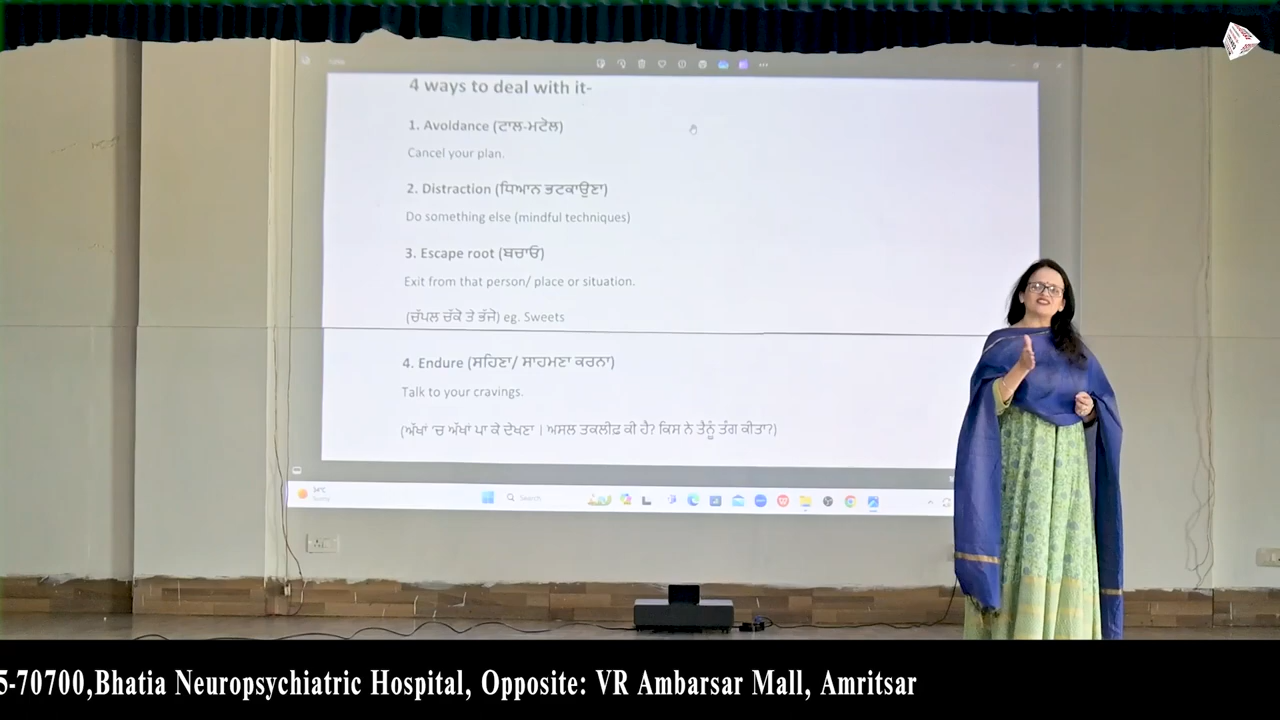 4 ways to deal with it-
1. Avoidance (ਟਾਲ-ਮਟੋਲ)
Cancel your plan.
2. Distraction (ਧਿਆਨ ਭਟਕਾਉਣਾ)
Do something else (mindful techniques)
3. Escape root (ਬਚਾਓ)
Exit from that person/ place or situation.
(ਚੱਪਲ ਚੱਕੋ ਤੇ ਭੱਜੋ) eg. Sweets
4. Endure (ਸਹਿਣਾ/ ਸਾਹਮਣਾ ਕਰਨਾ)
Talk to your cravings.
(ਅੱਖਾਂ 'ਚ ਅੱਖਾਂ ਪਾ ਕੇ ਦੇਖਣਾ | ਅਸਲ ਤਕਲੀਫ਼ ਕੀ ਹੈ? ਕਿਸ ਨੇ ਤੈਨੂੰ ਤੰਗ ਕੀਤਾ?)
34°C
Sunny
Search
5-70700,Bhatia Neuropsychiatric Hospital, Opposite: VR Ambarsar Mall, Amritsar